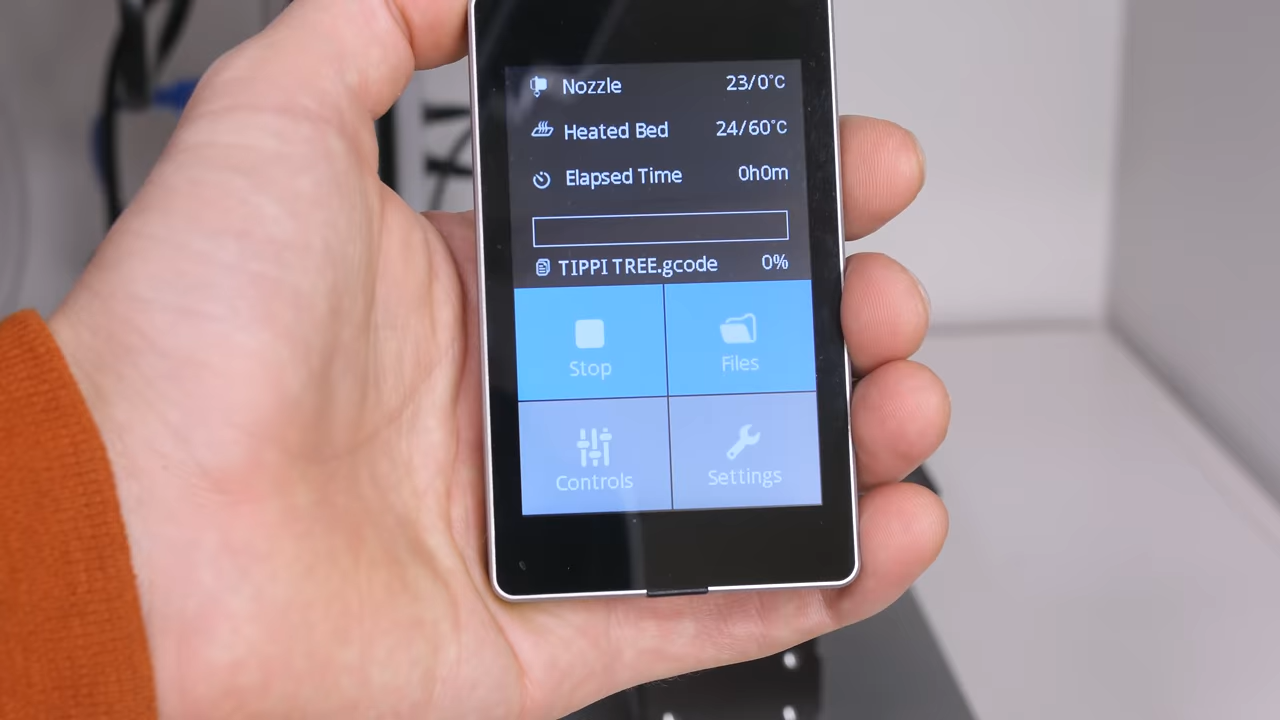 Nozzle 23/0°C
Heated Bed 24/60°C
Elapsed Time 0h0m
TIPPI TREE.gcode 0%
Stop Files
Controls Settings